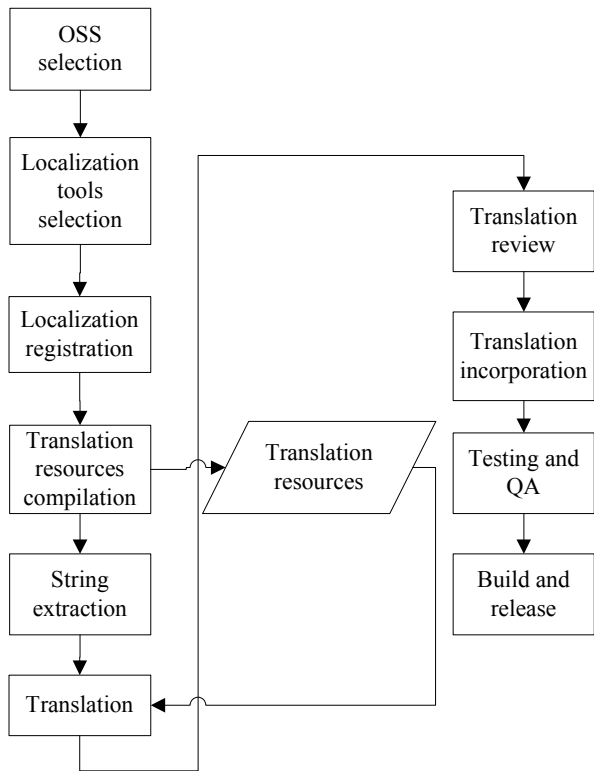 OSS
selection
Localization
tools
selection
Localization
registration
Translation
resources
compilation
String
extraction
Translation
Translation
resources
Translation
review
Translation
incorporation
Testing and
QA
Build and
release